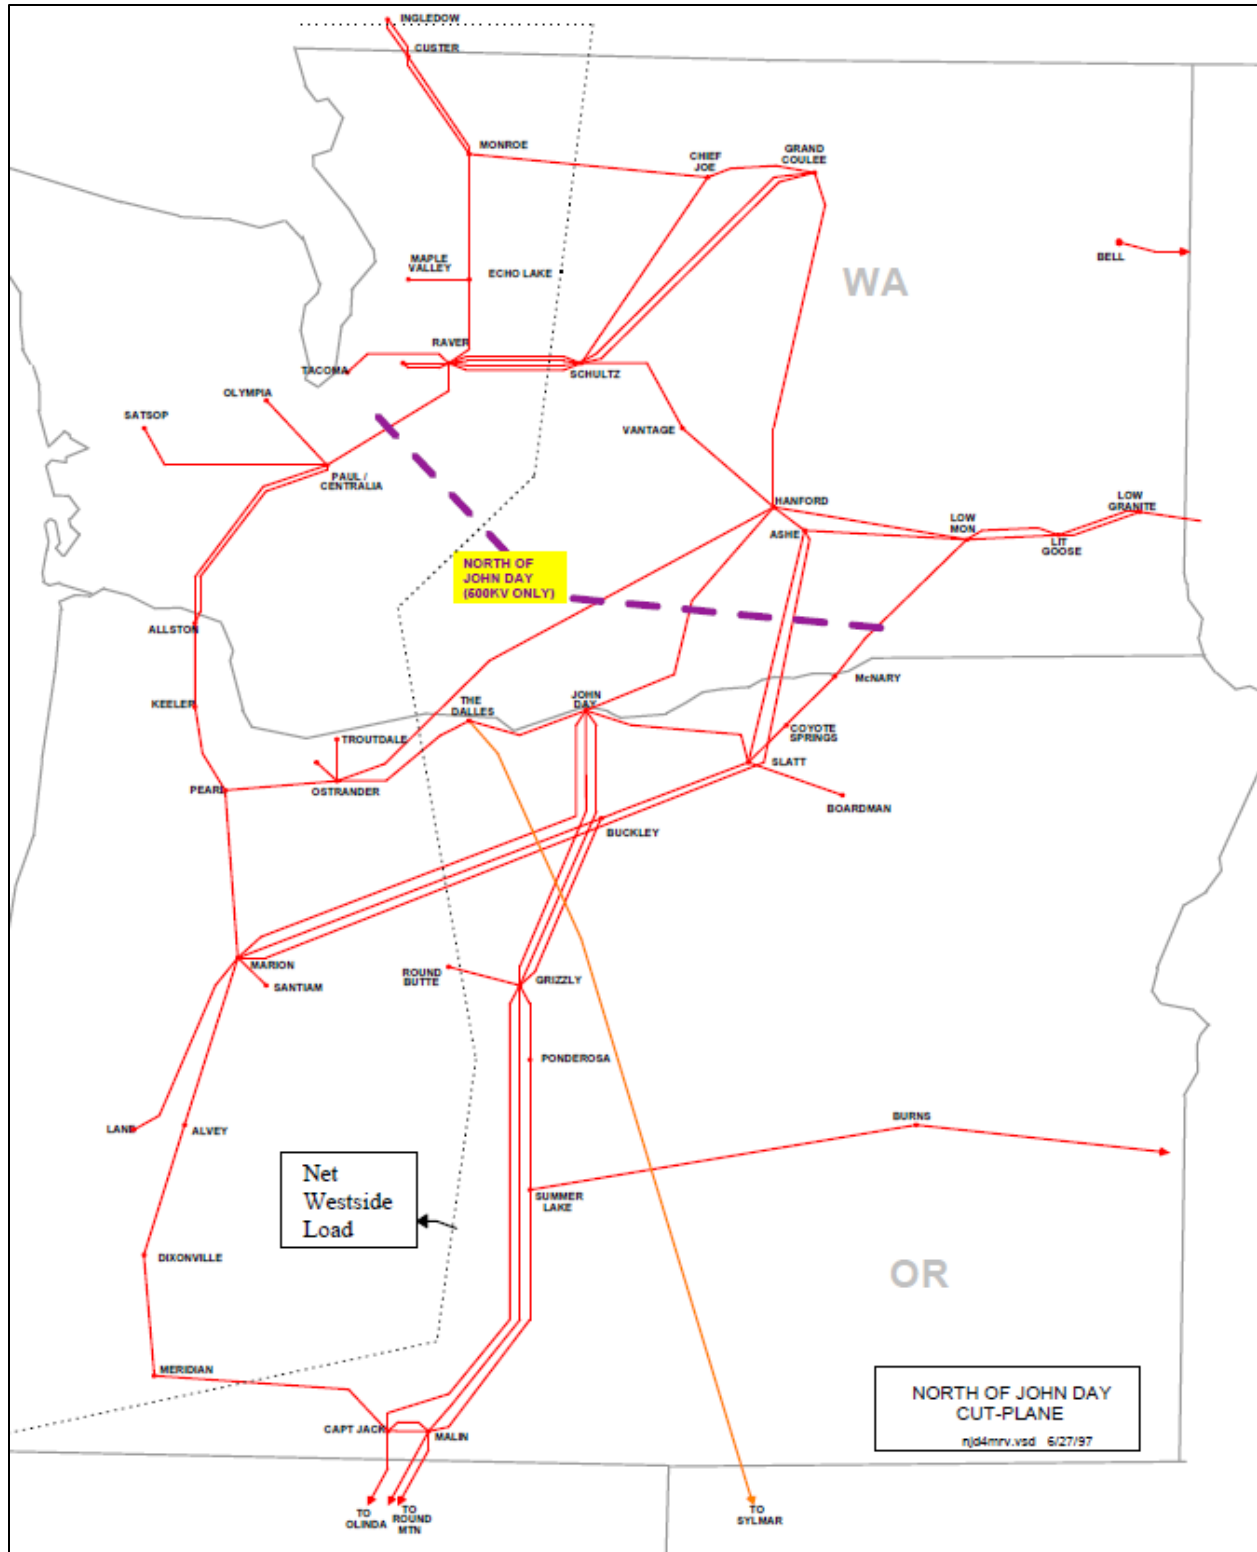 INGLEDOW
CUSTER
MONROE
CHIEF
JOE
GRAND
COULEE
BELL
WA
MAPLE
VALLEY
ECHO LAKE
RAVER
TACOMA
SCHULTZ
OLYMPIA
SATSOP
VANTAGE
PAUL /
CENTRALIA
HANFORD
LOW
GRANITE
LOW
MON
ASHE
LIT
GOOSE
NORTH OF
JOHN DAY
(500KV ONLY)
ALLSTON
McNARY
KEELER
THE
DALLES
JOHN
DAY
COYOTE
SPRINGS
TROUTDALE
SLATT
PEARL
OSTRANDER
BOARDMAN
BUCKLEY
MARION
SANTIAM
ROUND
BUTTE
GRIZZLY
PONDEROSA
LANE
ALVEY
BURNS
Net
Westside
Load
SUMMER
LAKE
DIXONVILLE
OR
MERIDIAN
NORTH OF JOHN DAY
CUT-PLANE
njd4mrv.vsd 6/27/97
CAPT JACK
MALIN
TO
OLINDA
TO
ROUND
MTN
TO
SYLMAR